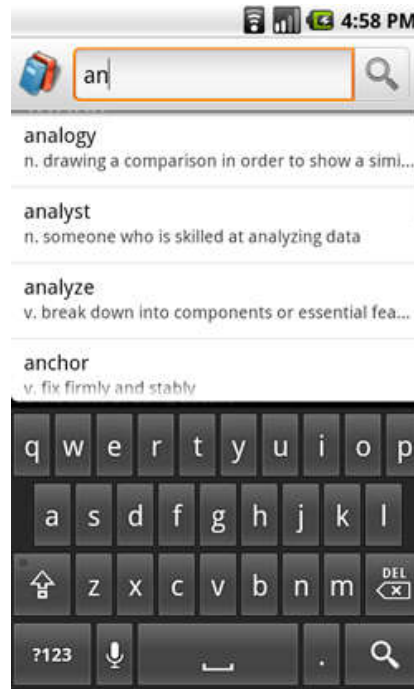 4:58 PM
an
analogy
n. drawing a comparison in order to show a simi...
analyst
n. someone who is skilled at analyzing data
analyze
v. break down into components or essential fea...
anchor
v. fix firmly and stably
q w e r t y u i o p
a s d f g h j k l
z x c v b n m DEL
?123 .